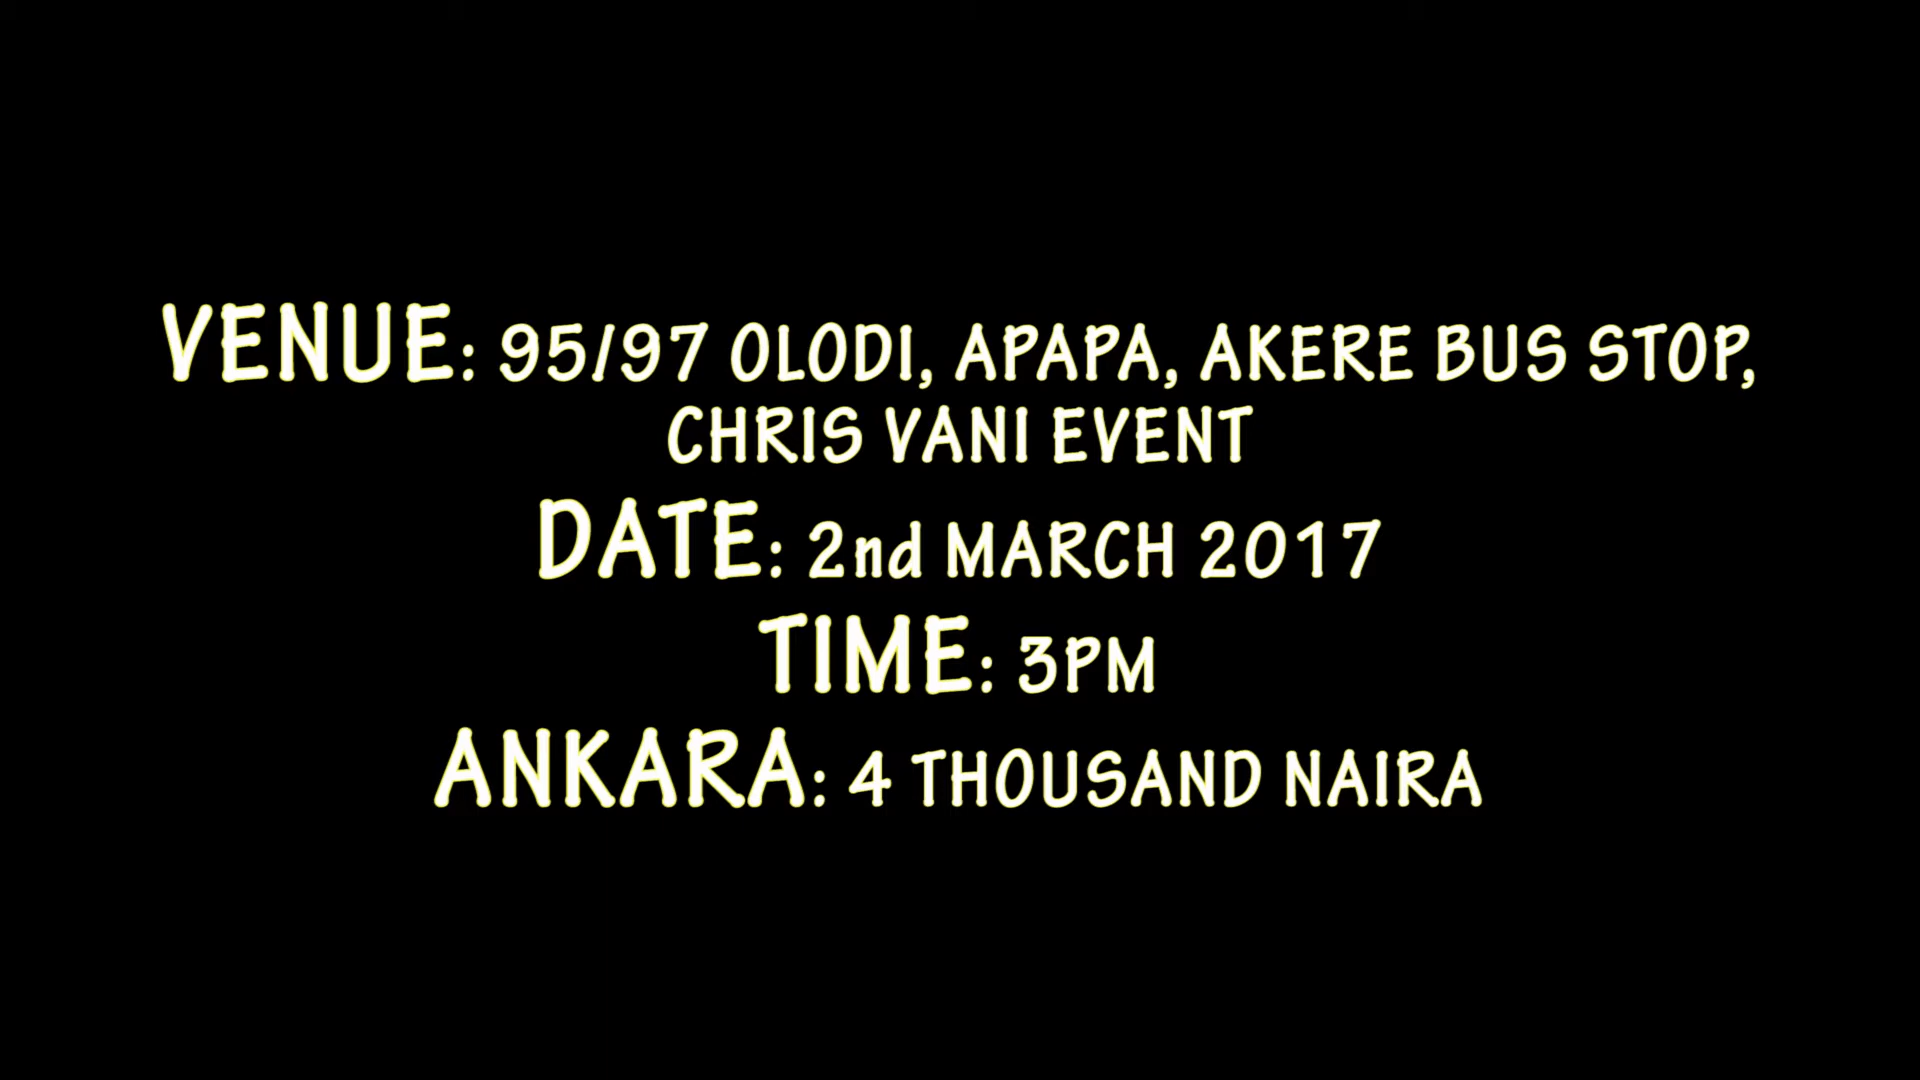 VENUE: 95/97 OLODI, APAPA, AKERE BUS STOP,
CHRIS VANI EVENT
DATE: 2nd MARCH 2017
TIME: 3PM
ANKARA: 4 THOUSAND NAIRA